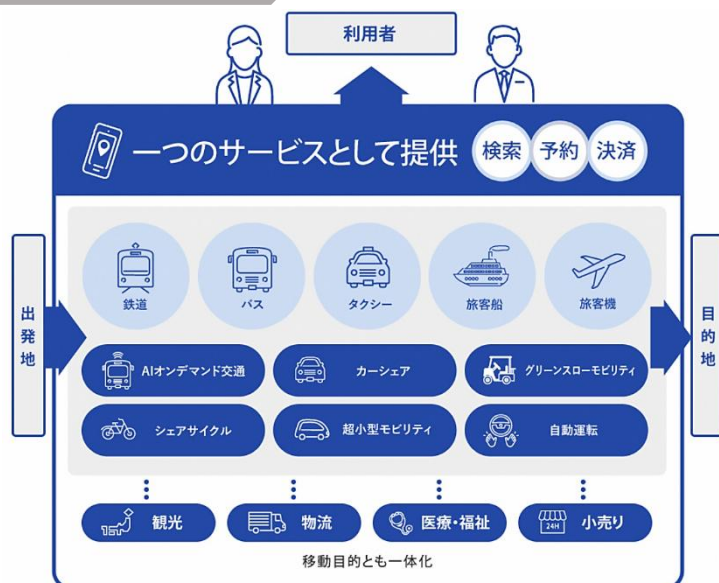 利用者
一つのサービスとして提供
検索
予約
決済
出発地
目的地
鉄道
バス
タクシー
旅客船
旅客機
AIオンデマンド交通
カーシェア
グリーンスローモビリティ
シェアサイクル
超小型モビリティ
自動運転
観光
物流
医療・福祉
24H
小売り
移動目的とも一体化